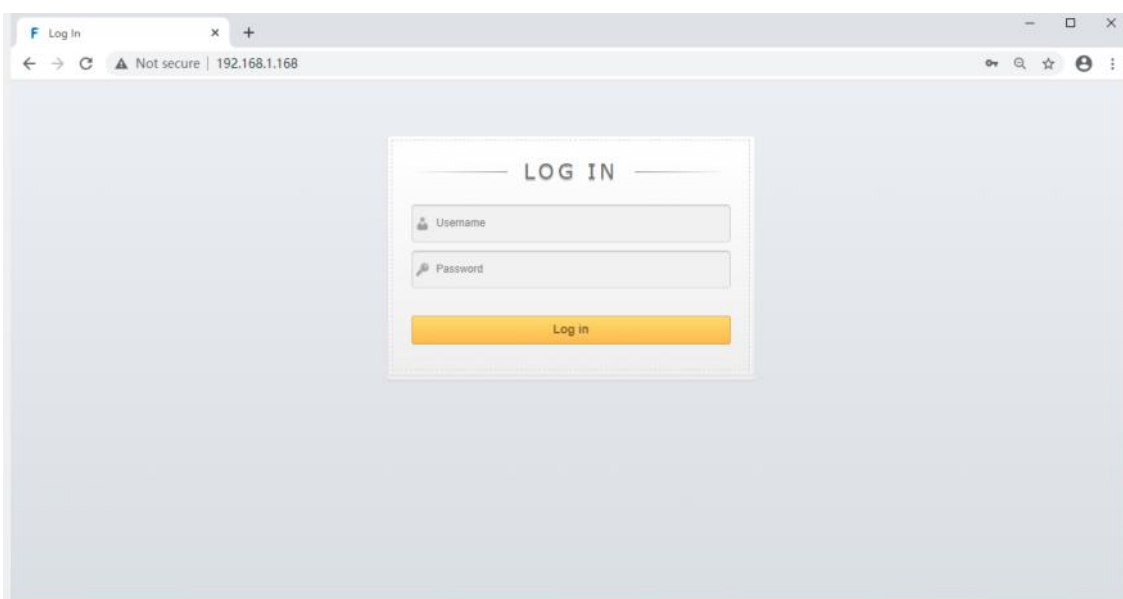 F Log In
Not secure | 192.168.1.168
LOG IN
Username
Password
Log in